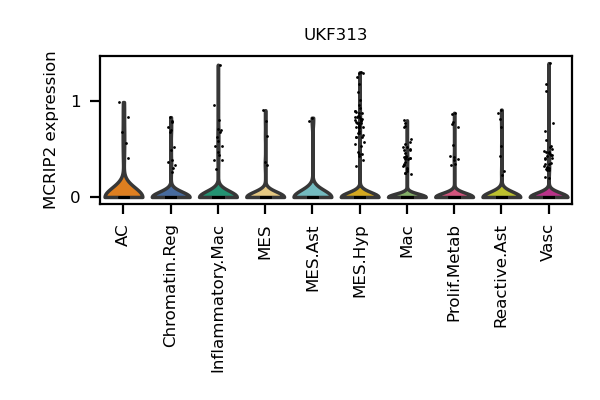 UKF313
MCRIP2 expression
1
0
AC
Chromatin.Reg
Inflammatory.Mac
MES
MES.Ast
MES.Hyp
Mac
Prolif.Metab
Reactive.Ast
Vasc